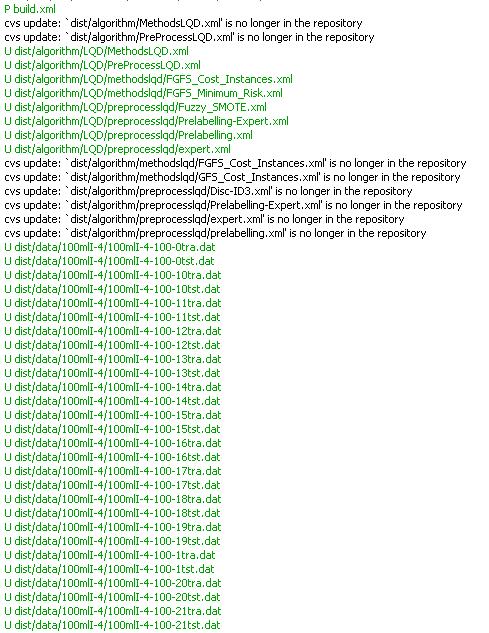 P build.xml
cvs update: `dist/algorithm/MethodsLQD.xml' is no longer in the repository
cvs update: `dist/algorithm/PreProcessLQD.xml' is no longer in the repository
U dist/algorithm/LQD/MethodsLQD.xml
U dist/algorithm/LQD/PreProcessLQD.xml
U dist/algorithm/LQD/methodslqd/FGFS_Cost_Instances.xml
U dist/algorithm/LQD/methodslqd/FGFS_Minimum_Risk.xml
U dist/algorithm/LQD/preprocesslqd/Fuzzy_SMOTE.xml
U dist/algorithm/LQD/preprocesslqd/Prelabelling-Expert.xml
U dist/algorithm/LQD/preprocesslqd/Prelabelling.xml
U dist/algorithm/LQD/preprocesslqd/expert.xml
cvs update: `dist/algorithm/methodslqd/FGFS_Cost_Instances.xml' is no longer in the repository
cvs update: `dist/algorithm/methodslqd/GFS_Cost_Instances.xml' is no longer in the repository
cvs update: `dist/algorithm/preprocesslqd/Disc-ID3.xml' is no longer in the repository
cvs update: `dist/algorithm/preprocesslqd/Prelabelling-Expert.xml' is no longer in the repository
cvs update: `dist/algorithm/preprocesslqd/expert.xml' is no longer in the repository
cvs update: `dist/algorithm/preprocesslqd/prelabelling.xml' is no longer in the repository
U dist/data/100mlI-4/100mlI-4-100-0tra.dat
U dist/data/100mlI-4/100mlI-4-100-0tst.dat
U dist/data/100mlI-4/100mlI-4-100-10tra.dat
U dist/data/100mlI-4/100mlI-4-100-10tst.dat
U dist/data/100mlI-4/100mlI-4-100-11tra.dat
U dist/data/100mlI-4/100mlI-4-100-11tst.dat
U dist/data/100mlI-4/100mlI-4-100-12tra.dat
U dist/data/100mlI-4/100mlI-4-100-12tst.dat
U dist/data/100mlI-4/100mlI-4-100-13tra.dat
U dist/data/100mlI-4/100mlI-4-100-13tst.dat
U dist/data/100mlI-4/100mlI-4-100-14tra.dat
U dist/data/100mlI-4/100mlI-4-100-14tst.dat
U dist/data/100mlI-4/100mlI-4-100-15tra.dat
U dist/data/100mlI-4/100mlI-4-100-15tst.dat
U dist/data/100mlI-4/100mlI-4-100-16tra.dat
U dist/data/100mlI-4/100mlI-4-100-16tst.dat
U dist/data/100mlI-4/100mlI-4-100-17tra.dat
U dist/data/100mlI-4/100mlI-4-100-17tst.dat
U dist/data/100mlI-4/100mlI-4-100-18tra.dat
U dist/data/100mlI-4/100mlI-4-100-18tst.dat
U dist/data/100mlI-4/100mlI-4-100-19tra.dat
U dist/data/100mlI-4/100mlI-4-100-19tst.dat
U dist/data/100mlI-4/100mlI-4-100-1tra.dat
U dist/data/100mlI-4/100mlI-4-100-1tst.dat
U dist/data/100mlI-4/100mlI-4-100-20tra.dat
U dist/data/100mlI-4/100mlI-4-100-20tst.dat
U dist/data/100mlI-4/100mlI-4-100-21tra.dat
U dist/data/100mlI-4/100mlI-4-100-21tst.dat